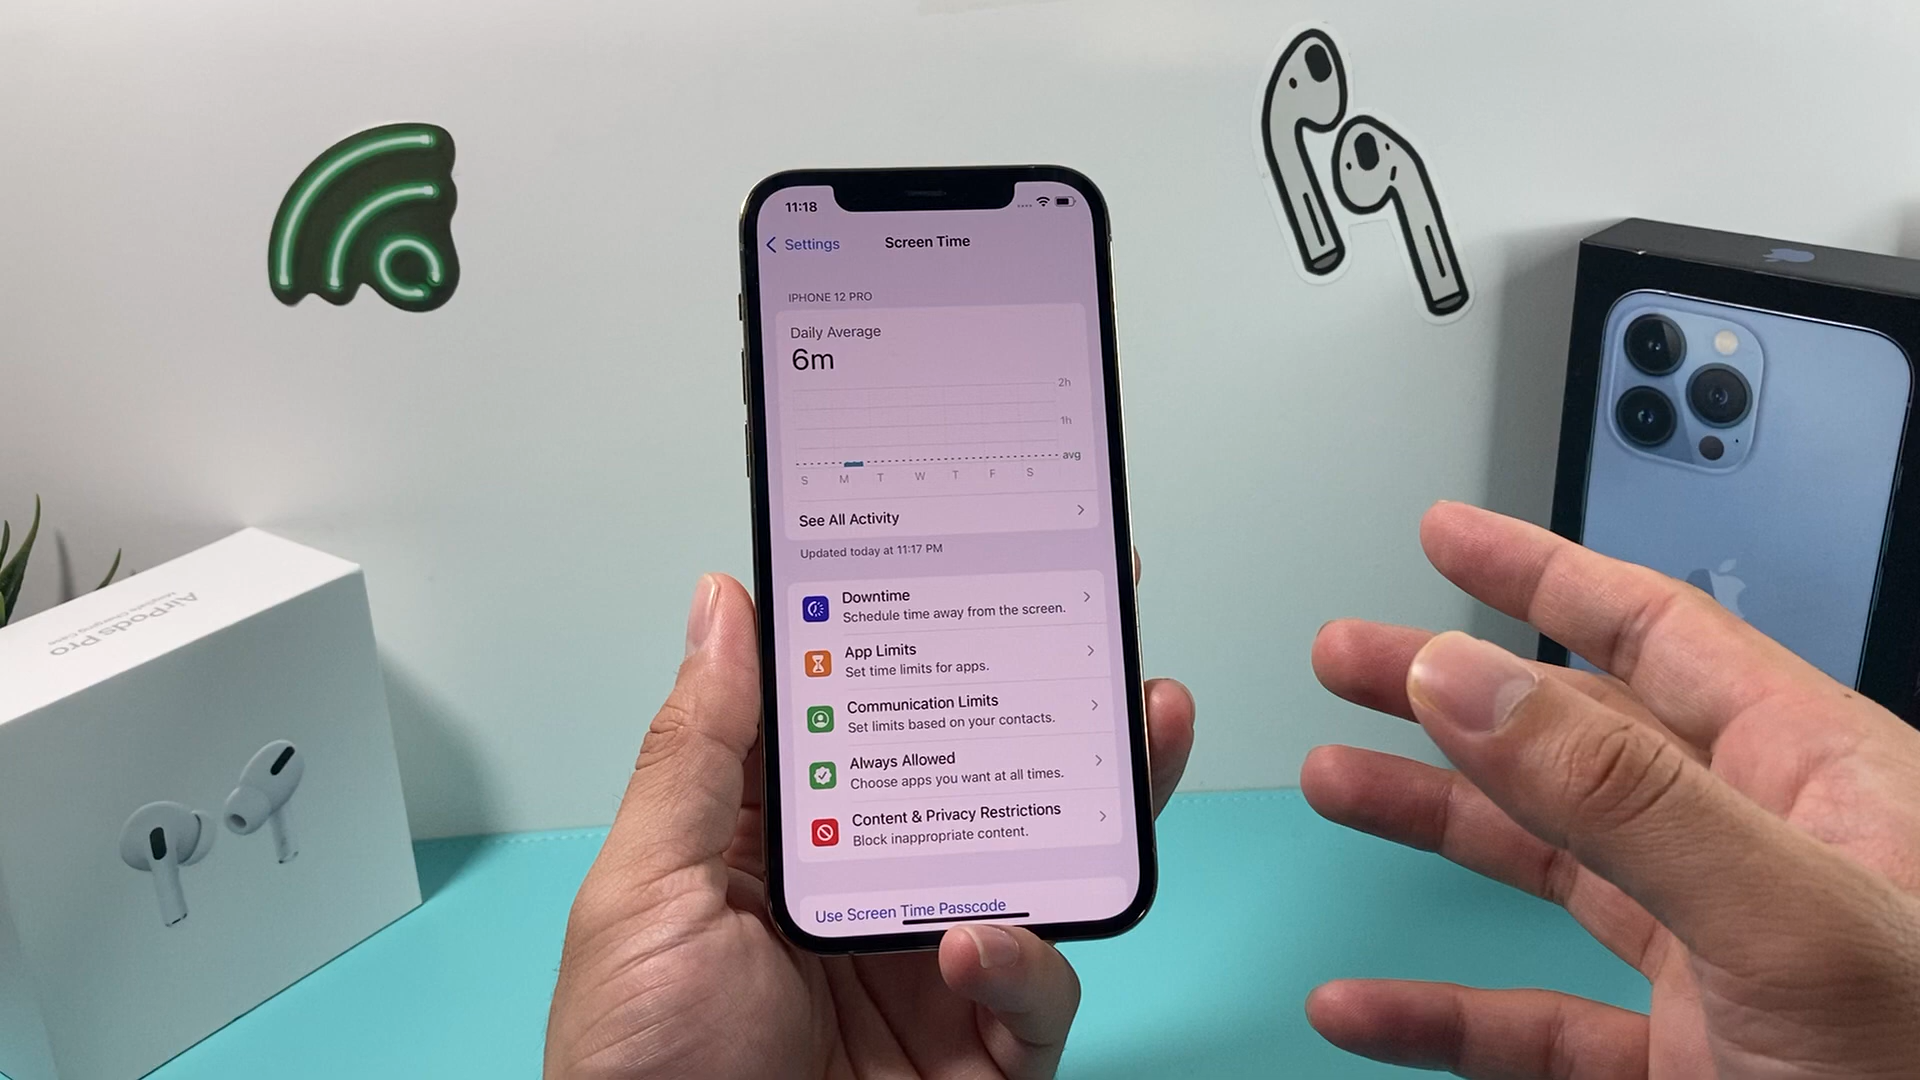 11:18
Settings
Screen Time
IPHONE 12 PRO
Daily Average
6m
2h
1h
avg
S M T W T F S
See All Activity
Updated today at 11:17 PM
Downtime
Schedule time away from the screen.
App Limits
Set time limits for apps.
Communication Limits
Set limits based on your contacts.
Always Allowed
Choose apps you want at all times.
Content & Privacy Restrictions
Block inappropriate content.
Use Screen Time Passcode
AirPods Pro
MagSafe Charging Case